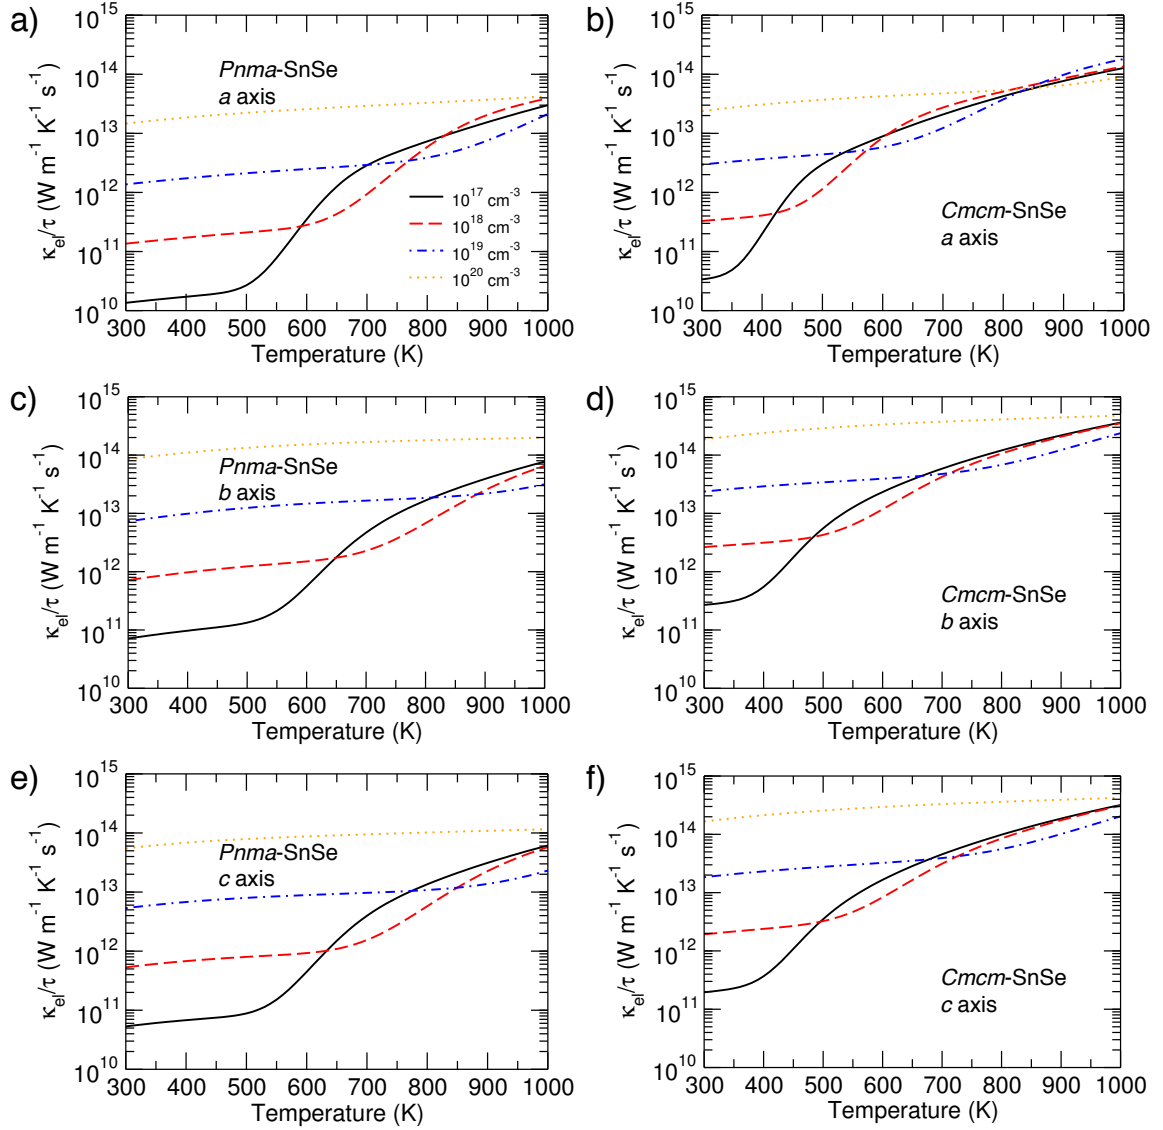 a)
κel/τ (W m-1 K-1 s-1)
10^15
10^14
10^13
10^12
10^11
10^10
Pnma-SnSe
a axis
10^17 cm^-3
10^18 cm^-3
10^19 cm^-3
10^20 cm^-3
300 400 500 600 700 800 900 1000
Temperature (K)
b)
κel/τ (W m-1 K-1 s-1)
10^15
10^14
10^13
10^12
10^11
10^10
Cmcm-SnSe
a axis
300 400 500 600 700 800 900 1000
Temperature (K)
c)
κel/τ (W m-1 K-1 s-1)
10^15
10^14
10^13
10^12
10^11
10^10
Pnma-SnSe
b axis
300 400 500 600 700 800 900 1000
Temperature (K)
d)
κel/τ (W m-1 K-1 s-1)
10^15
10^14
10^13
10^12
10^11
10^10
Cmcm-SnSe
b axis
300 400 500 600 700 800 900 1000
Temperature (K)
e)
κel/τ (W m-1 K-1 s-1)
10^15
10^14
10^13
10^12
10^11
10^10
Pnma-SnSe
c axis
300 400 500 600 700 800 900 1000
Temperature (K)
f)
κel/τ (W m-1 K-1 s-1)
10^15
10^14
10^13
10^12
10^11
10^10
Cmcm-SnSe
c axis
300 400 500 600 700 800 900 1000
Temperature (K)